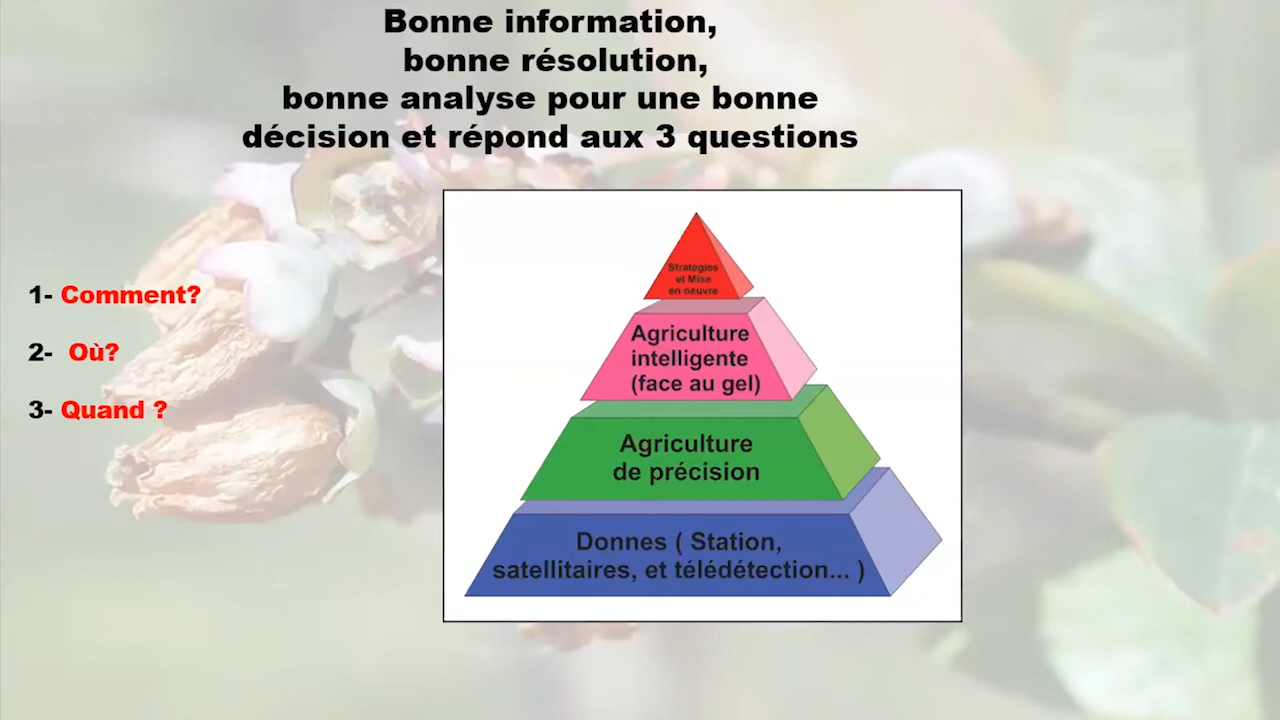 Bonne information,
bonne résolution,
bonne analyse pour une bonne
décision et répond aux 3 questions
1- Comment?
2- Où?
3- Quand ?
Strategies
et Mise
en oeuvre
Agriculture
intelligente
(face au gel)
Agriculture
de précision
Donnes ( Station,
satellitaires, et télédétection... )